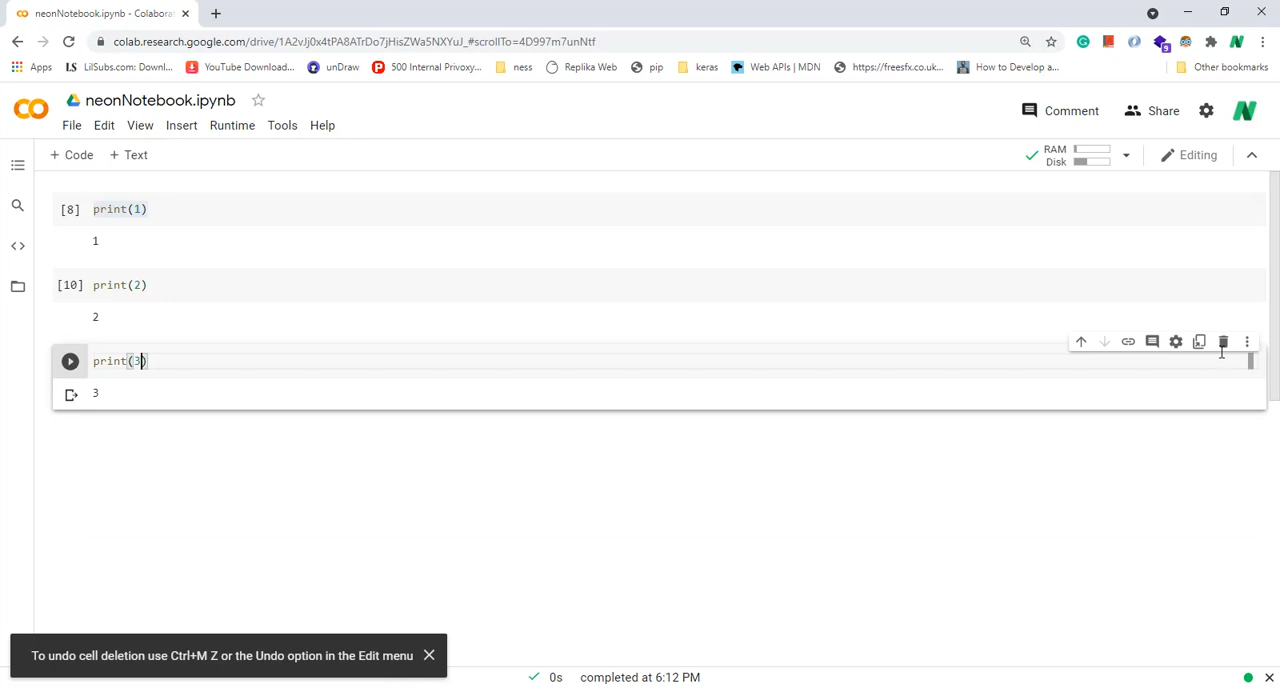 neonNotebook.ipynb - Colabora
colab.research.google.com/drive/1A2vJj0x4tPA8ATrDo7jHisZWa5NXYuJ_#scrollTo=4D997m7unNtf
9
Apps LS LilSubs.com: Downl... YouTube Download... unDraw 500 Internal Privoxy... ness Replika Web pip keras Web APIs | MDN https://freesfx.co.uk... How to Develop a... Other bookmarks
neonNotebook.ipynb
Comment Share
File Edit View Insert Runtime Tools Help
+ Code + Text
RAM
Disk
Editing
[8] print(1)
1
[10] print(2)
2
print(3)
3
To undo cell deletion use Ctrl+M Z or the Undo option in the Edit menu
0s completed at 6:12 PM